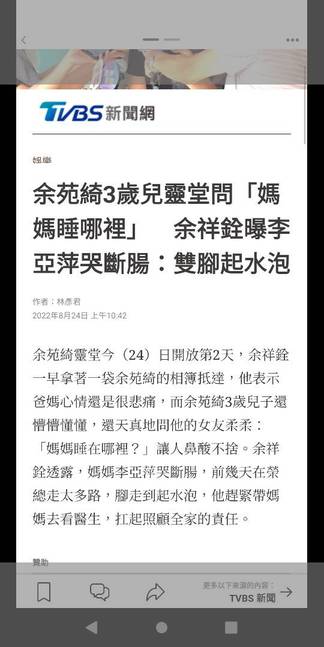 TVBS新聞網
娛樂
余苑綺3歲兒靈堂問「媽
媽睡哪裡」 余祥銓曝李
亞萍哭斷腸：雙腳起水泡
作者：林彥君
2022年8月24日 上午10:42
余苑綺靈堂今（24）日開放第2天，余祥銓
一早拿著一袋余苑綺的相簿抵達，他表示
爸媽心情還是很悲痛，而余苑綺3歲兒子還
懵懵懂懂，還天真地問他的女友柔柔：
「媽媽睡在哪裡？」讓人鼻酸不捨。余祥
銓透露，媽媽李亞萍哭斷腸，前幾天在榮
總走太多路，腳走到起水泡，他趕緊帶媽
媽去看醫生，扛起照顧全家的責任。
贊助
更多以下來源的內容：
TVBS 新聞